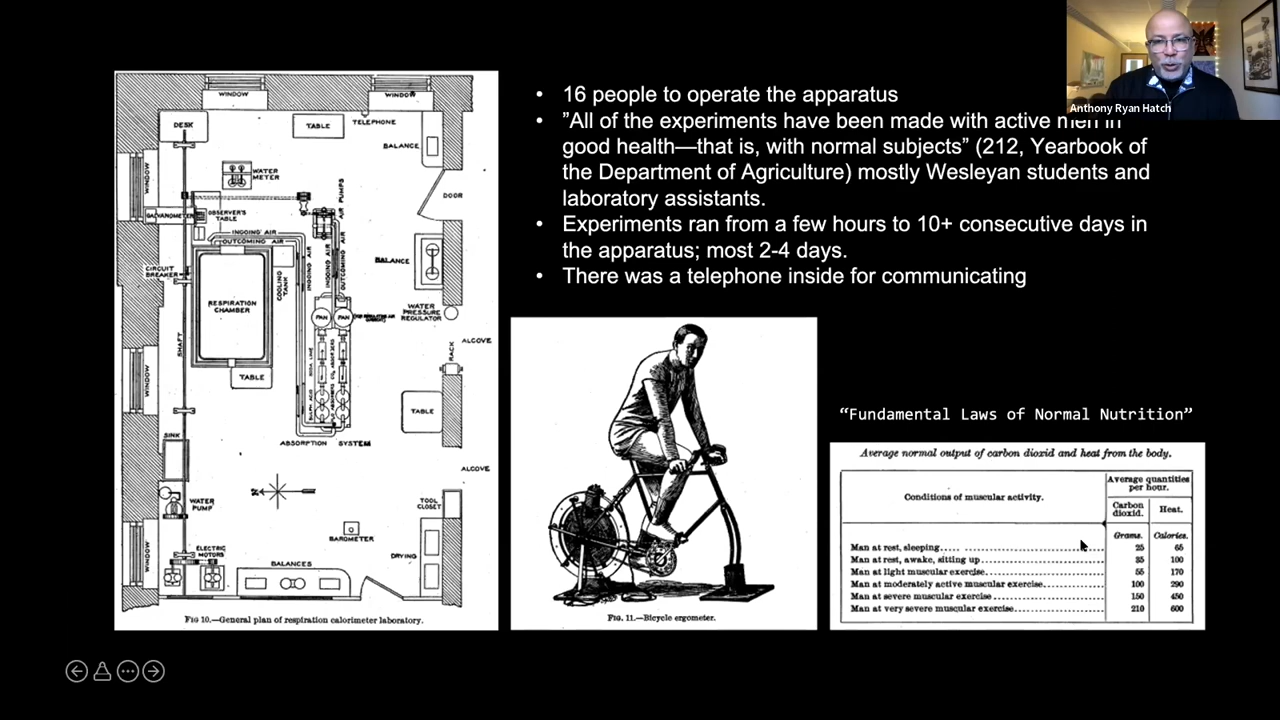 WINDOW
WINDOW
DESK
TABLE
TELEPHONE
BALANCE
WINDOW
WATER
METER
DOOR
AIR PUMPS
GALVANOMETER
OBSERVER'S
TABLE
INGOING AIR
OUTCOMING AIR
INGOING AIR
INGOING AIR
OUTCOMING AIR
BALANCE
CIRCUIT
BREAKER
COOLING
TANK
RESPIRATION
CHAMBER
PAN
PAN
WATER
PRESSURE
REGULATOR
SHAFT
ALCOVE
RACK
WINDOW
TABLE
TABLE
SINK
ABSORPTION SYSTEM
ALCOVE
WATER
PUMP
TOOL
CLOSET
BAROMETER
WINDOW
ELECTRIC
MOTORS
DRYING
BALANCES
FIG 10.—General plan of respiration calorimeter laboratory.
• 16 people to operate the apparatus
• ”All of the experiments have been made with active men in
good health—that is, with normal subjects” (212, Yearbook of
the Department of Agriculture) mostly Wesleyan students and
laboratory assistants.
• Experiments ran from a few hours to 10+ consecutive days in
the apparatus; most 2-4 days.
• There was a telephone inside for communicating
Anthony Ryan Hatch
FIG. 11.—Bicycle ergometer.
“Fundamental Laws of Normal Nutrition”
Average normal output of carbon dioxid and heat from the body.
Conditions of muscular activity.
Average quantities
per hour.
Carbon
dioxid.
Heat.
Grams. Calories.
Man at rest, sleeping 25 65
Man at rest, awake, sitting up 35 100
Man at light muscular exercise 55 170
Man at moderately active muscular exercise 100 290
Man at severe muscular exercise 150 450
Man at very severe muscular exercise 210 600